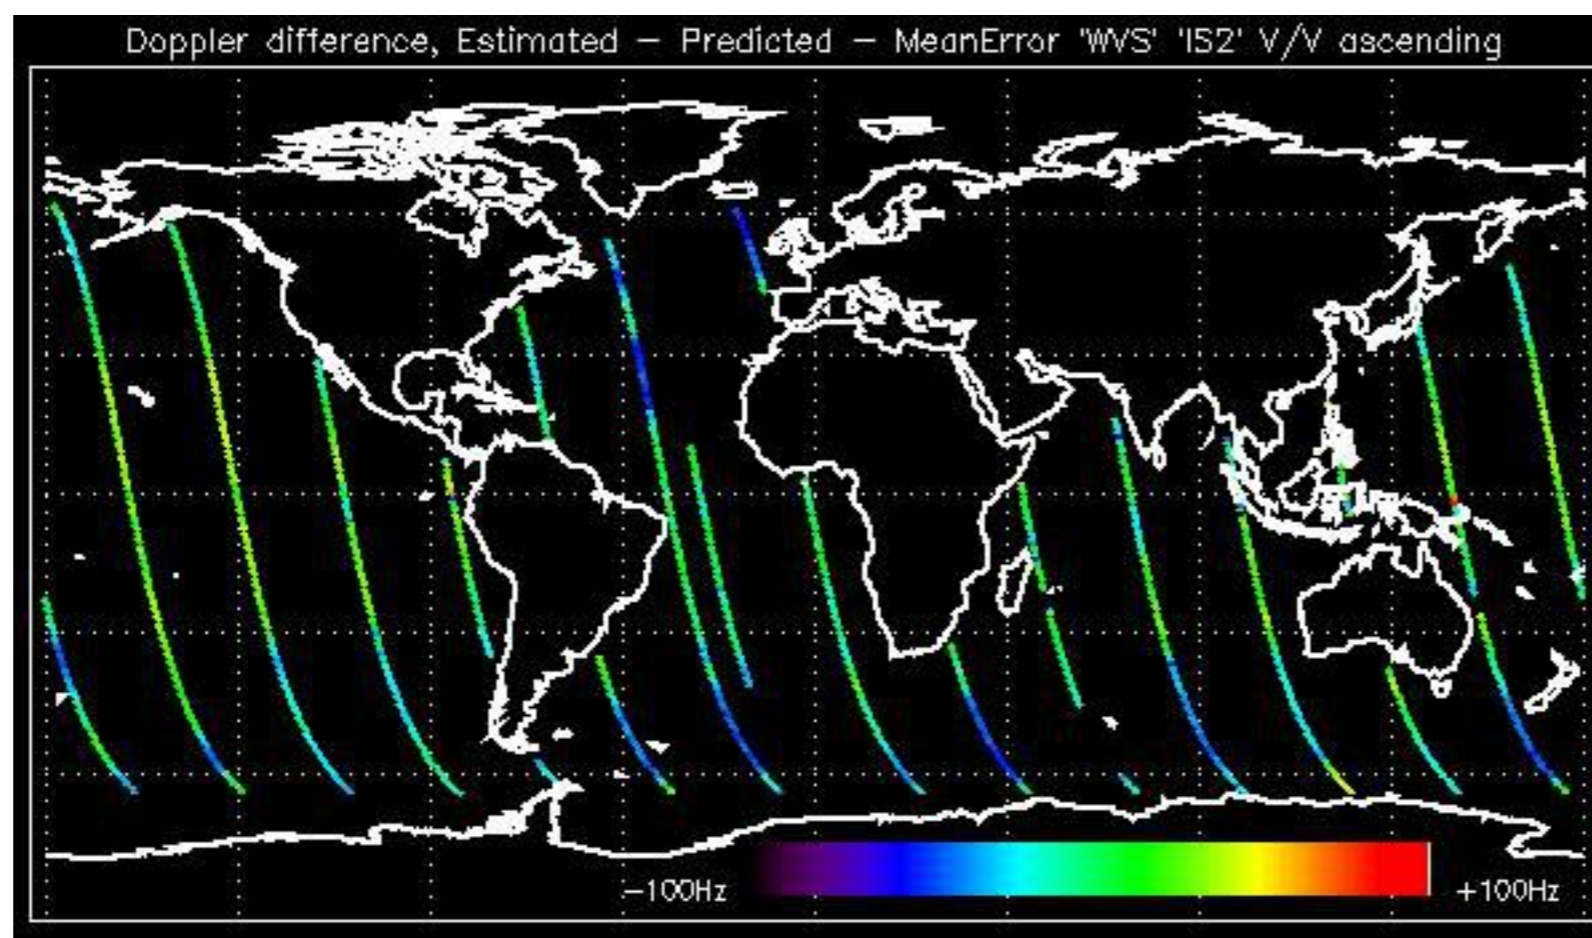 Doppler difference, Estimated – Predicted – MeanError 'WVS' 'IS2' V/V ascending
–100Hz
+100Hz